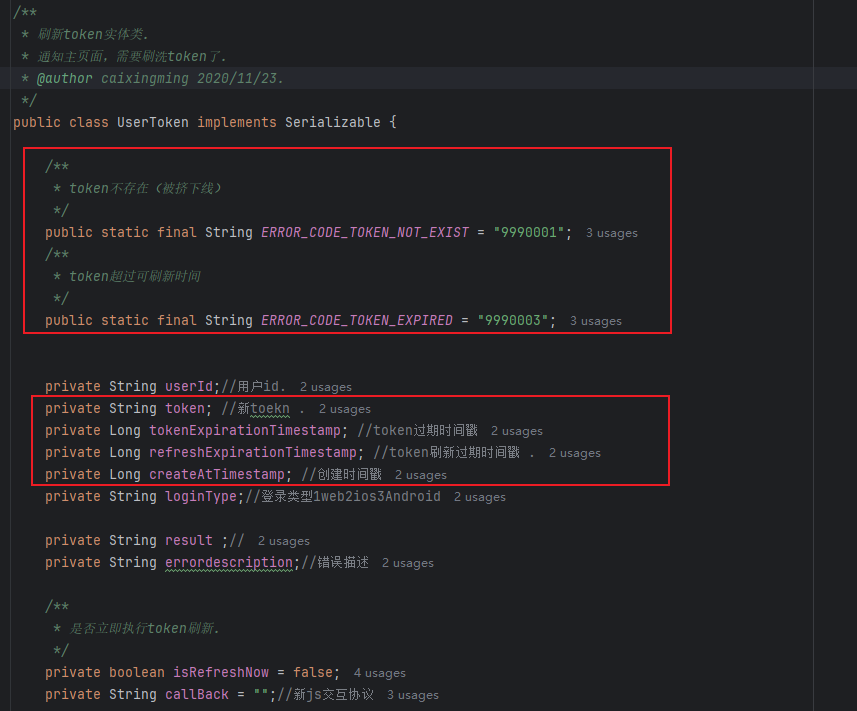 /**
 * 刷新token实体类.
 * 通知主页面，需要刷洗token了.
 * @author caixingming 2020/11/23.
 */
public class UserToken implements Serializable {
/**
 * token不存在（被挤下线）
 */
public static final String ERROR_CODE_TOKEN_NOT_EXIST = "9990001"; 3 usages
/**
 * token超过可刷新时间
 */
public static final String ERROR_CODE_TOKEN_EXPIRED = "9990003"; 3 usages
private String userId;//用户id. 2 usages
private String token; //新toekn . 2 usages
private Long tokenExpirationTimestamp; //token过期时间戳 2 usages
private Long refreshExpirationTimestamp; //token刷新过期时间戳 . 2 usages
private Long createAtTimestamp; //创建时间戳 2 usages
private String loginType;//登录类型1web2ios3Android 2 usages
private String result ;// 2 usages
private String errordescription;//错误描述 2 usages
/**
 * 是否立即执行token刷新.
 */
private boolean isRefreshNow = false; 4 usages
private String callBack = "";//新js交互协议 3 usages